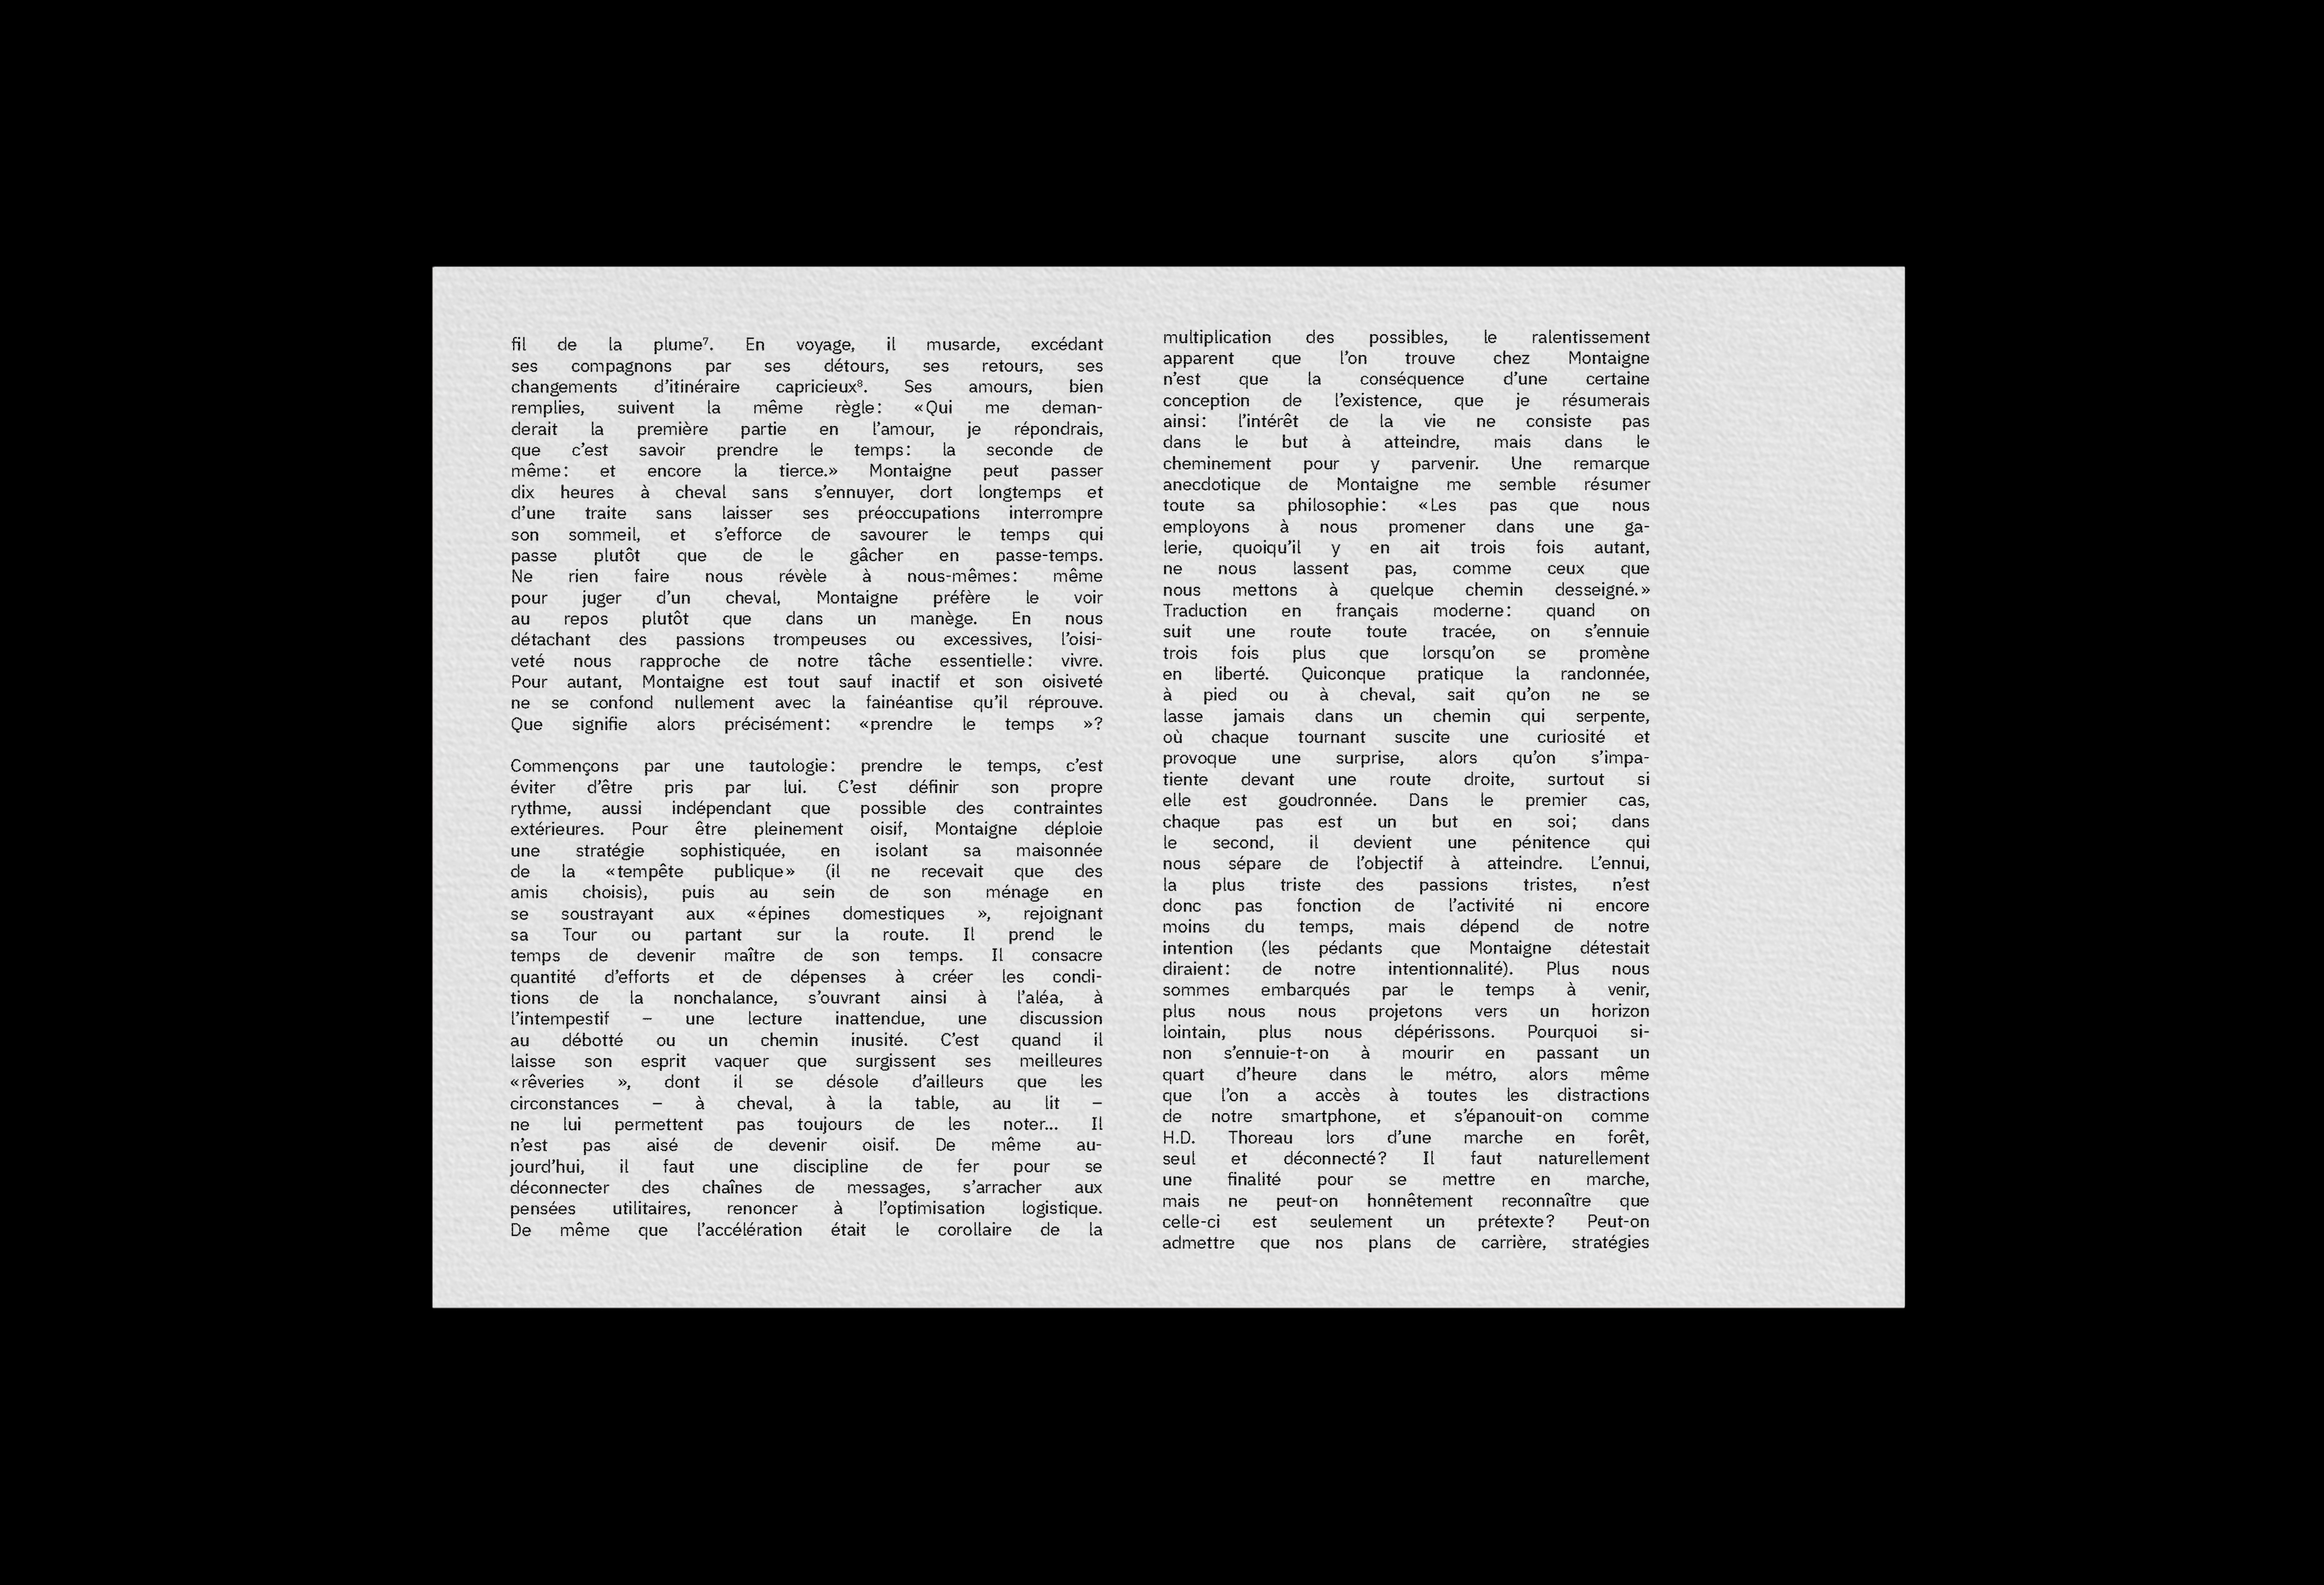 fil de la plume⁷. En voyage, il musarde, excédant
ses compagnons par ses détours, ses retours, ses
changements d’itinéraire capricieux⁸. Ses amours, bien
remplies, suivent la même règle: «Qui me deman-
derait la première partie en l’amour, je répondrais,
que c’est savoir prendre le temps: la seconde de
même: et encore la tierce.» Montaigne peut passer
dix heures à cheval sans s’ennuyer, dort longtemps et
d’une traite sans laisser ses préoccupations interrompre
son sommeil, et s’efforce de savourer le temps qui
passe plutôt que de le gâcher en passe-temps.
Ne rien faire nous révèle à nous-mêmes: même
pour juger d’un cheval, Montaigne préfère le voir
au repos plutôt que dans un manège. En nous
détachant des passions trompeuses ou excessives, l’oisi-
veté nous rapproche de notre tâche essentielle: vivre.
Pour autant, Montaigne est tout sauf inactif et son oisiveté
ne se confond nullement avec la fainéantise qu’il réprouve.
Que signifie alors précisément: «prendre le temps »?
Commençons par une tautologie: prendre le temps, c’est
éviter d’être pris par lui. C’est définir son propre
rythme, aussi indépendant que possible des contraintes
extérieures. Pour être pleinement oisif, Montaigne déploie
une stratégie sophistiquée, en isolant sa maisonnée
de la «tempête publique» (il ne recevait que des
amis choisis), puis au sein de son ménage en
se soustrayant aux «épines domestiques », rejoignant
sa Tour ou partant sur la route. Il prend le
temps de devenir maître de son temps. Il consacre
quantité d’efforts et de dépenses à créer les condi-
tions de la nonchalance, s’ouvrant ainsi à l’aléa, à
l’intempestif – une lecture inattendue, une discussion
au débotté ou un chemin inusité. C’est quand il
laisse son esprit vaquer que surgissent ses meilleures
«rêveries », dont il se désole d’ailleurs que les
circonstances – à cheval, à la table, au lit –
ne lui permettent pas toujours de les noter... Il
n’est pas aisé de devenir oisif. De même au-
jourd’hui, il faut une discipline de fer pour se
déconnecter des chaînes de messages, s’arracher aux
pensées utilitaires, renoncer à l’optimisation logistique.
De même que l’accélération était le corollaire de la
multiplication des possibles, le ralentissement
apparent que l’on trouve chez Montaigne
n’est que la conséquence d’une certaine
conception de l’existence, que je résumerais
ainsi: l’intérêt de la vie ne consiste pas
dans le but à atteindre, mais dans le
cheminement pour y parvenir. Une remarque
anecdotique de Montaigne me semble résumer
toute sa philosophie: «Les pas que nous
employons à nous promener dans une ga-
lerie, quoiqu’il y en ait trois fois autant,
ne nous lassent pas, comme ceux que
nous mettons à quelque chemin desseigné.»
Traduction en français moderne: quand on
suit une route toute tracée, on s’ennuie
trois fois plus que lorsqu’on se promène
en liberté. Quiconque pratique la randonnée,
à pied ou à cheval, sait qu’on ne se
lasse jamais dans un chemin qui serpente,
où chaque tournant suscite une curiosité et
provoque une surprise, alors qu’on s’impa-
tiente devant une route droite, surtout si
elle est goudronnée. Dans le premier cas,
chaque pas est un but en soi; dans
le second, il devient une pénitence qui
nous sépare de l’objectif à atteindre. L’ennui,
la plus triste des passions tristes, n’est
donc pas fonction de l’activité ni encore
moins du temps, mais dépend de notre
intention (les pédants que Montaigne détestait
diraient: de notre intentionnalité). Plus nous
sommes embarqués par le temps à venir,
plus nous nous projetons vers un horizon
lointain, plus nous dépérissons. Pourquoi si-
non s’ennuie-t-on à mourir en passant un
quart d’heure dans le métro, alors même
que l’on a accès à toutes les distractions
de notre smartphone, et s’épanouit-on comme
H.D. Thoreau lors d’une marche en forêt,
seul et déconnecté? Il faut naturellement
une finalité pour se mettre en marche,
mais ne peut-on honnêtement reconnaître que
celle-ci est seulement un prétexte? Peut-on
admettre que nos plans de carrière, stratégies